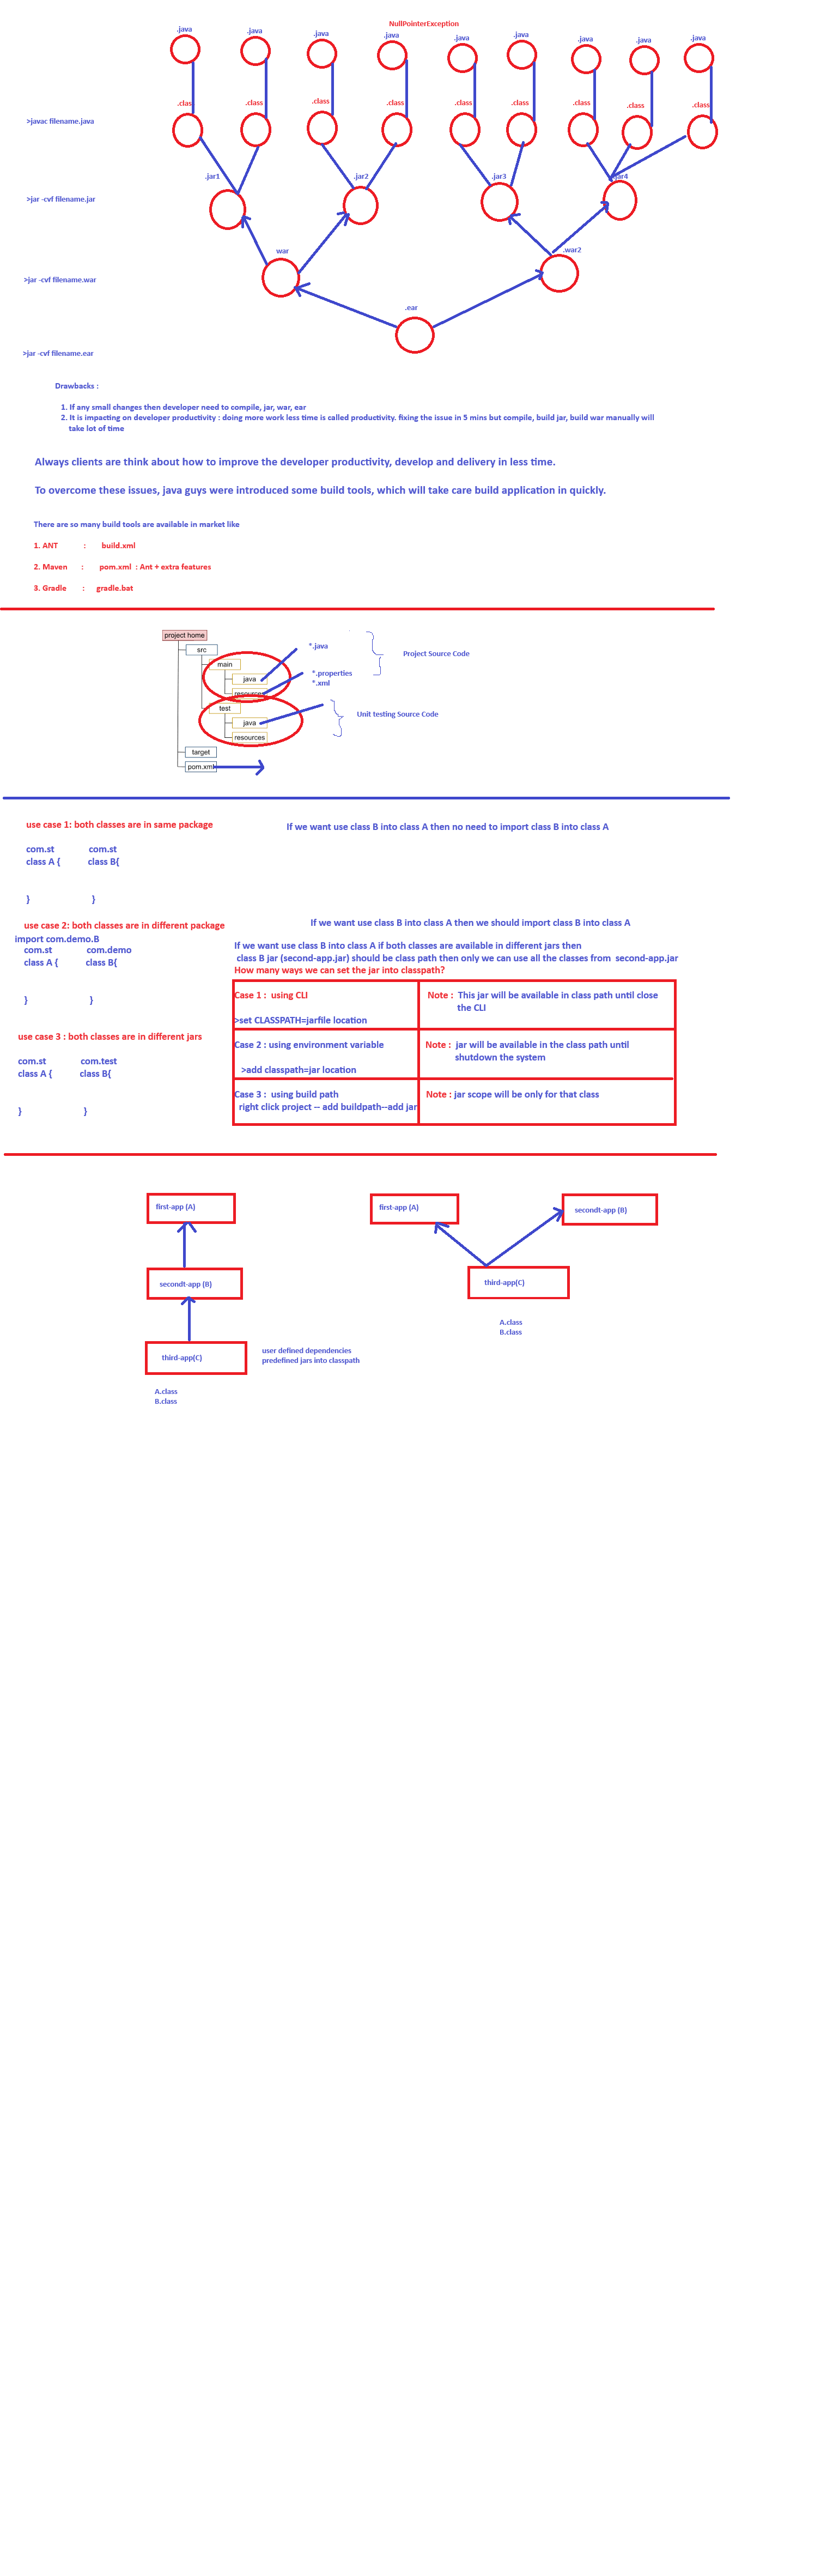 NullPointerException
.java .java .java .java .java .java .java .java .java
.clas .class .class .class .class .class .class .class .class
>javac filename.java
.jar1 .jar2 .jar3 .jar4
>jar -cvf filename.jar
war .war2
>jar -cvf filename.war
.ear
>jar -cvf filename.ear
Drawbacks :
1. If any small changes then developer need to compile, jar, war, ear
2. It is impacting on developer productivity : doing more work less time is called productivity. fixing the issue in 5 mins but compile, build jar, build war manually will
take lot of time
Always clients are think about how to improve the developer productivity, develop and delivery in less time.
To overcome these issues, java guys were introduced some build tools, which will take care build application in quickly.
There are so many build tools are available in market like
1. ANT : build.xml
2. Maven : pom.xml : Ant + extra features
3. Gradle : gradle.bat
project home
src
main
java
resources
test
java
resources
target
pom.xml
*.java
*.properties
*.xml
Project Source Code
Unit testing Source Code
use case 1: both classes are in same package
If we want use class B into class A then no need to import class B into class A
com.st com.st
class A { class B{
} }
use case 2: both classes are in different package
If we want use class B into class A then we should import class B into class A
import com.demo.B
com.st com.demo
class A { class B{
} }
If we want use class B into class A if both classes are available in different jars then
class B jar (second-app.jar) should be class path then only we can use all the classes from second-app.jar
How many ways we can set the jar into classpath?
use case 3 : both classes are in different jars
com.st com.test
class A { class B{
} }
Case 1 : using CLI
>set CLASSPATH=jarfile location
Note : This jar will be available in class path until close
the CLI
Case 2 : using environment variable
>add classpath=jar location
Note : jar will be available in the class path until
shutdown the system
Case 3 : using build path
right click project -- add buildpath--add jar
Note : jar scope will be only for that class
first-app (A)
secondt-app (B)
third-app(C)
user defined dependencies
predefined jars into classpath
A.class
B.class
first-app (A)
secondt-app (B)
third-app(C)
A.class
B.class